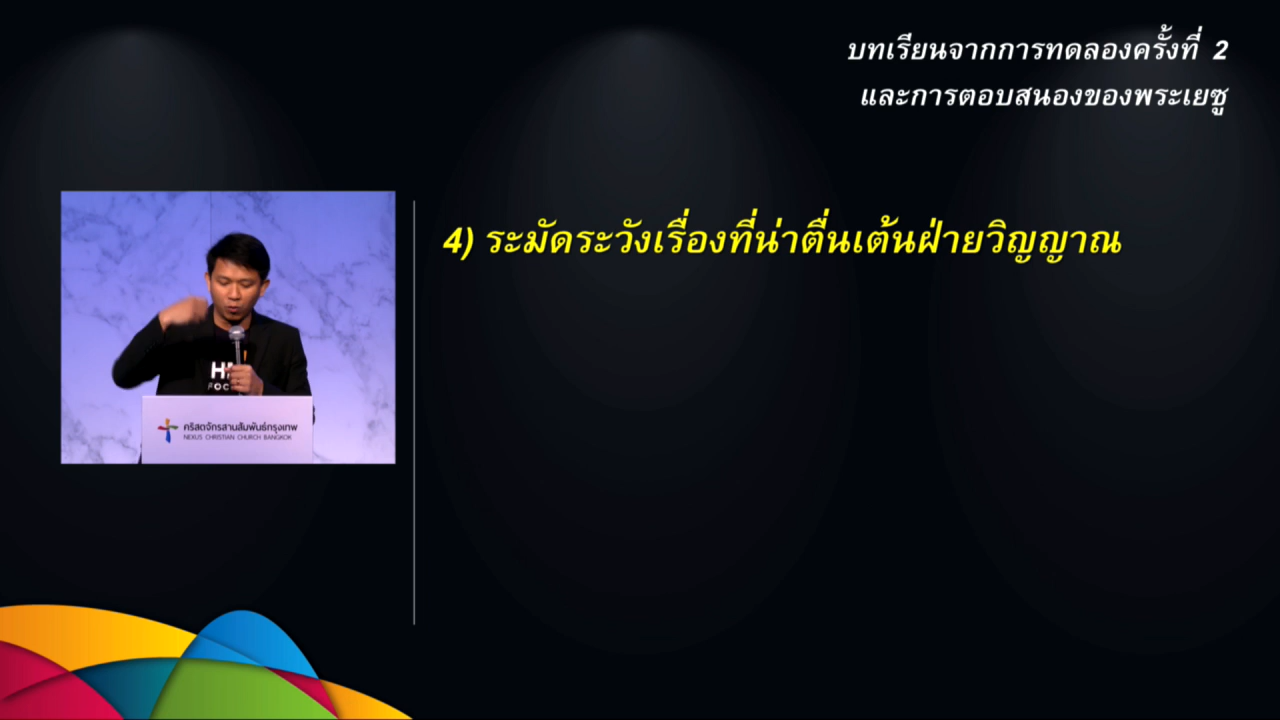 บทเรียนจากการทดลองครั้งที่ 2
และการตอบสนองของพระเยซู
4) ระมัดระวังเรื่องที่น่าตื่นเต้นฝ่ายวิญญาณ
คริสตจักรสานสัมพันธ์กรุงเทพ
NEXUS CHRISTIAN CHURCH BANGKOK